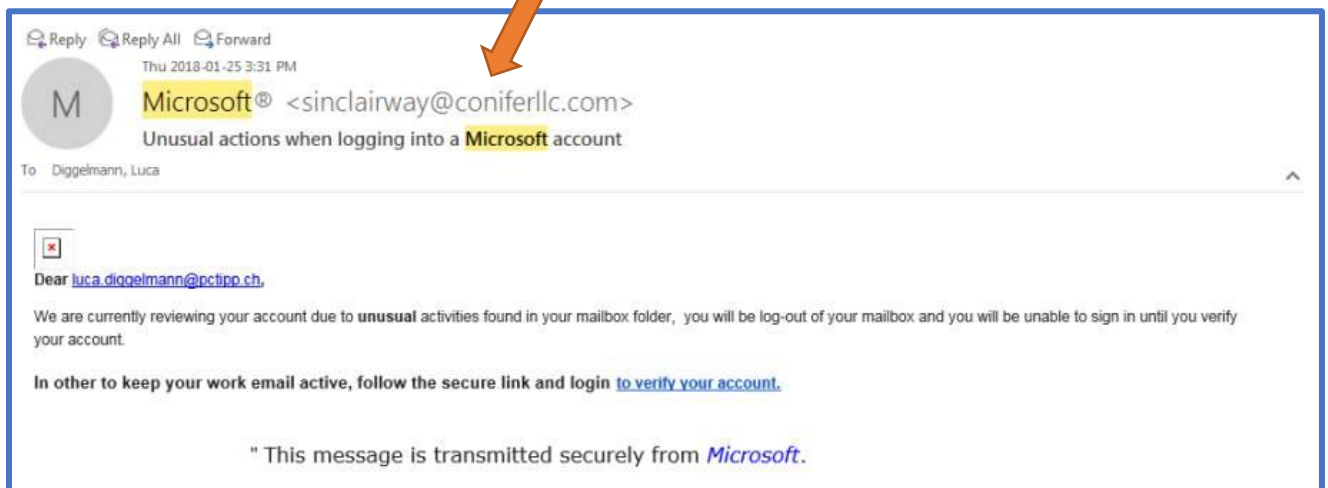 Reply Reply All Forward
Thu 2018-01-25 3:31 PM
M
Microsoft® <sinclairway@coniferllc.com>
Unusual actions when logging into a Microsoft account
To Diggelmann, Luca
Dear luca.diggelmann@pctipp.ch,
We are currently reviewing your account due to unusual activities found in your mailbox folder, you will be log-out of your mailbox and you will be unable to sign in until you verify
your account.
In other to keep your work email active, follow the secure link and login to verify your account.
" This message is transmitted securely from Microsoft.